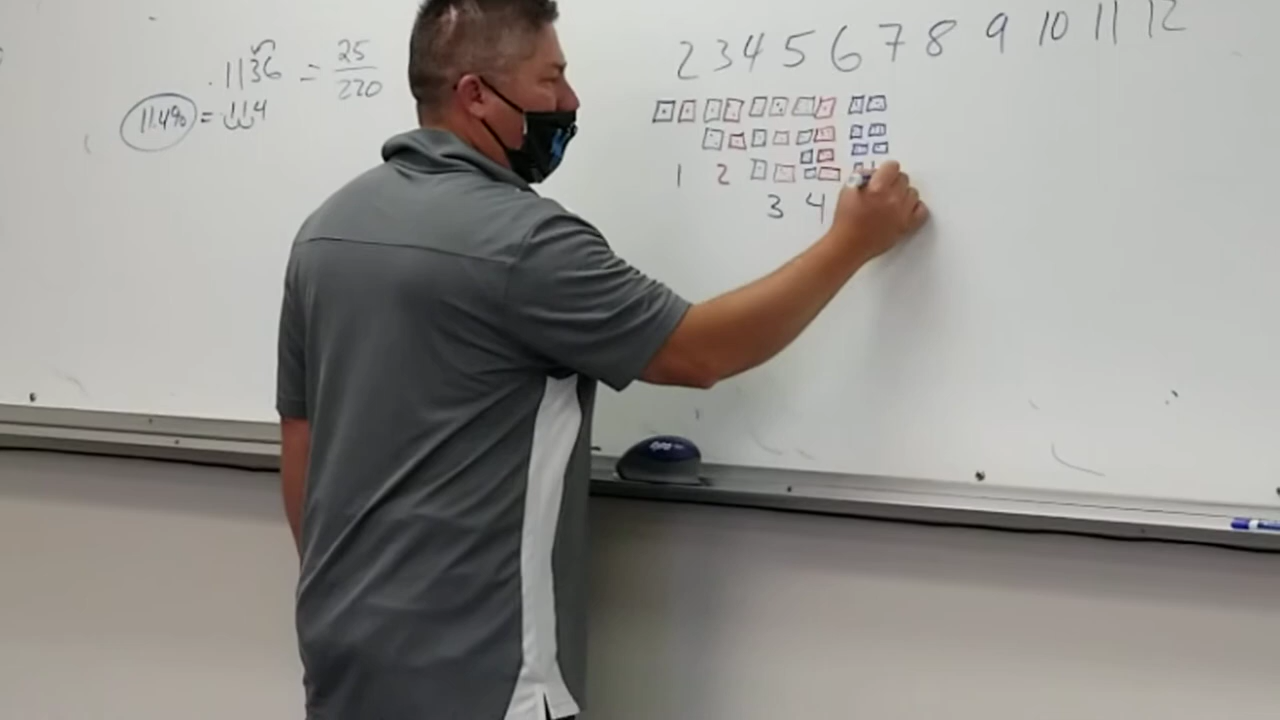 .1136 = 25/220
11.4% = .114
2 3 4 5 6 7 8 9 10 11 12
1 2
3 4